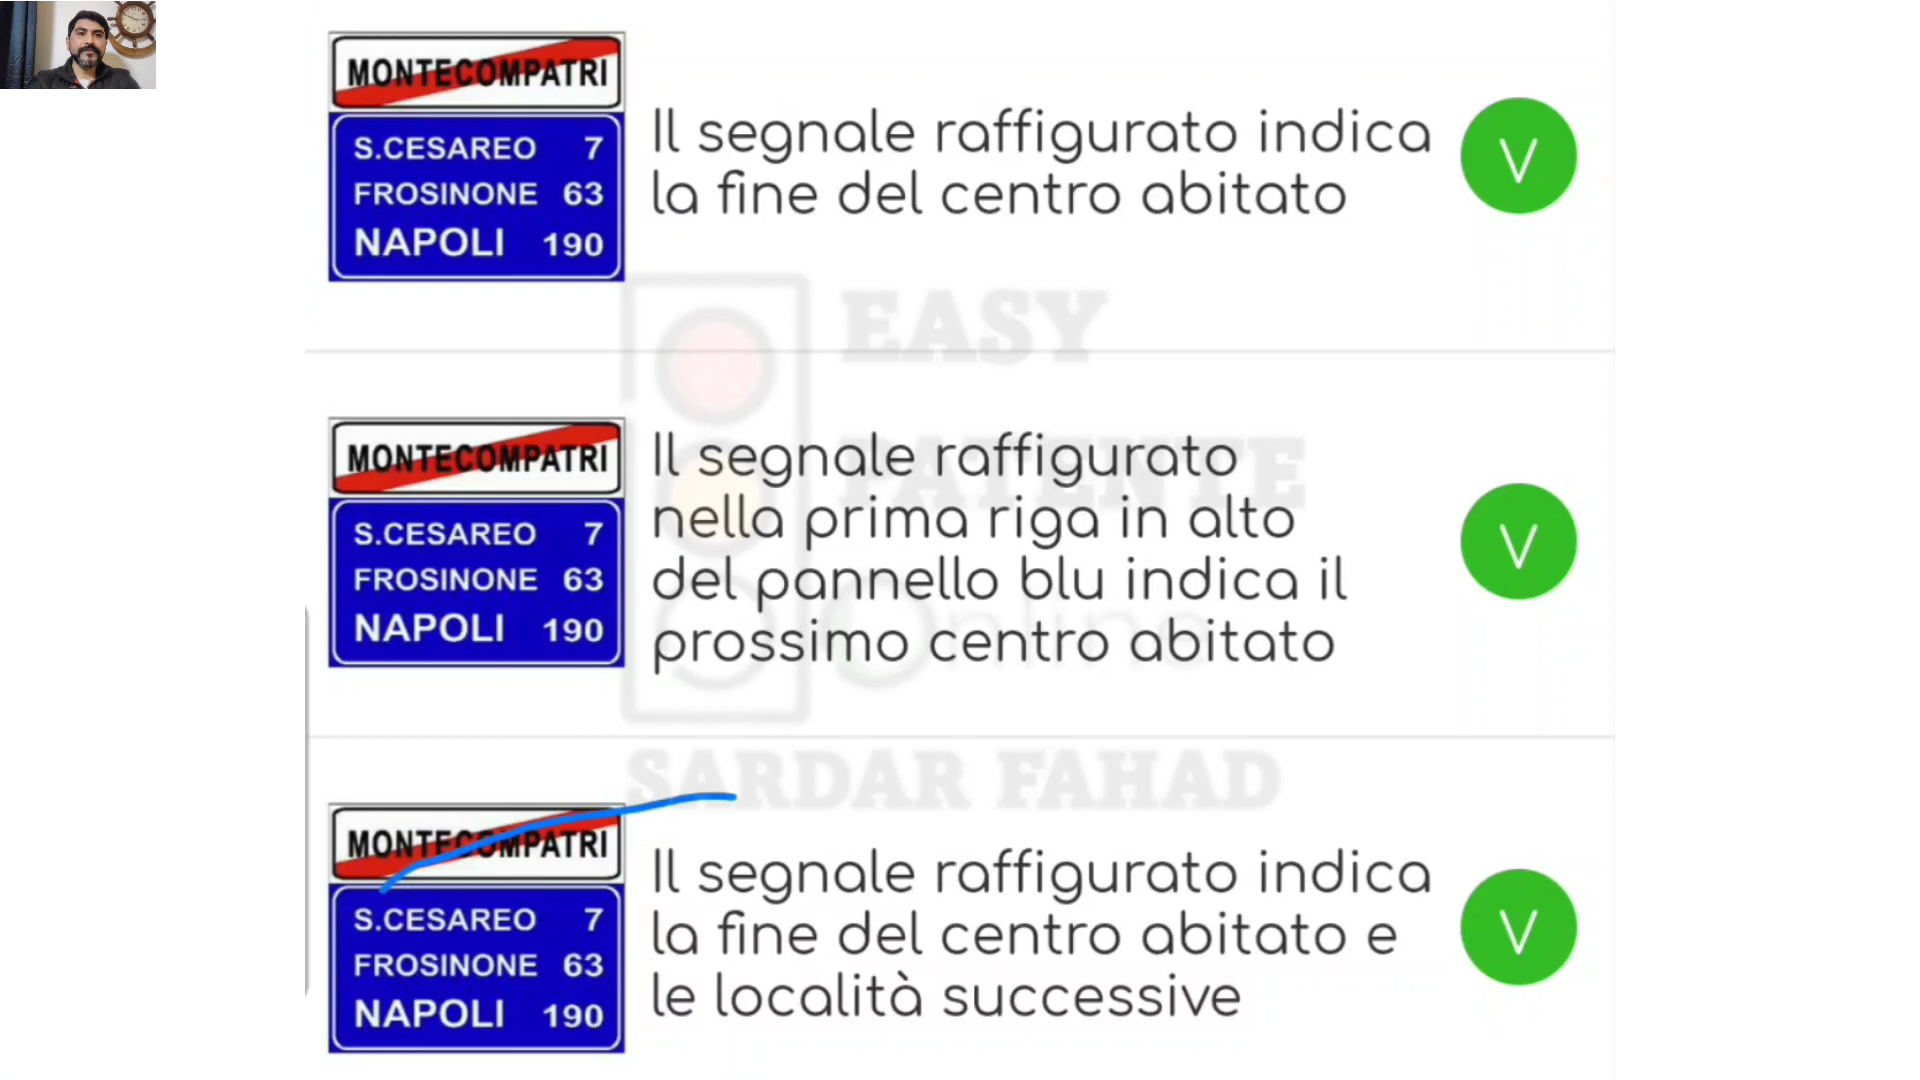 MONTECOMPATRI
S.CESAREO 7
FROSINONE 63
NAPOLI 190
Il segnale raffigurato indica
la fine del centro abitato
V
EASY
MONTECOMPATRI
S.CESAREO 7
FROSINONE 63
NAPOLI 190
Il segnale raffigurato
nella prima riga in alto
del pannello blu indica il
prossimo centro abitato
V
PATENTE
Online
SARDAR FAHAD
MONTECOMPATRI
S.CESAREO 7
FROSINONE 63
NAPOLI 190
Il segnale raffigurato indica
la fine del centro abitato e
le località successive
V